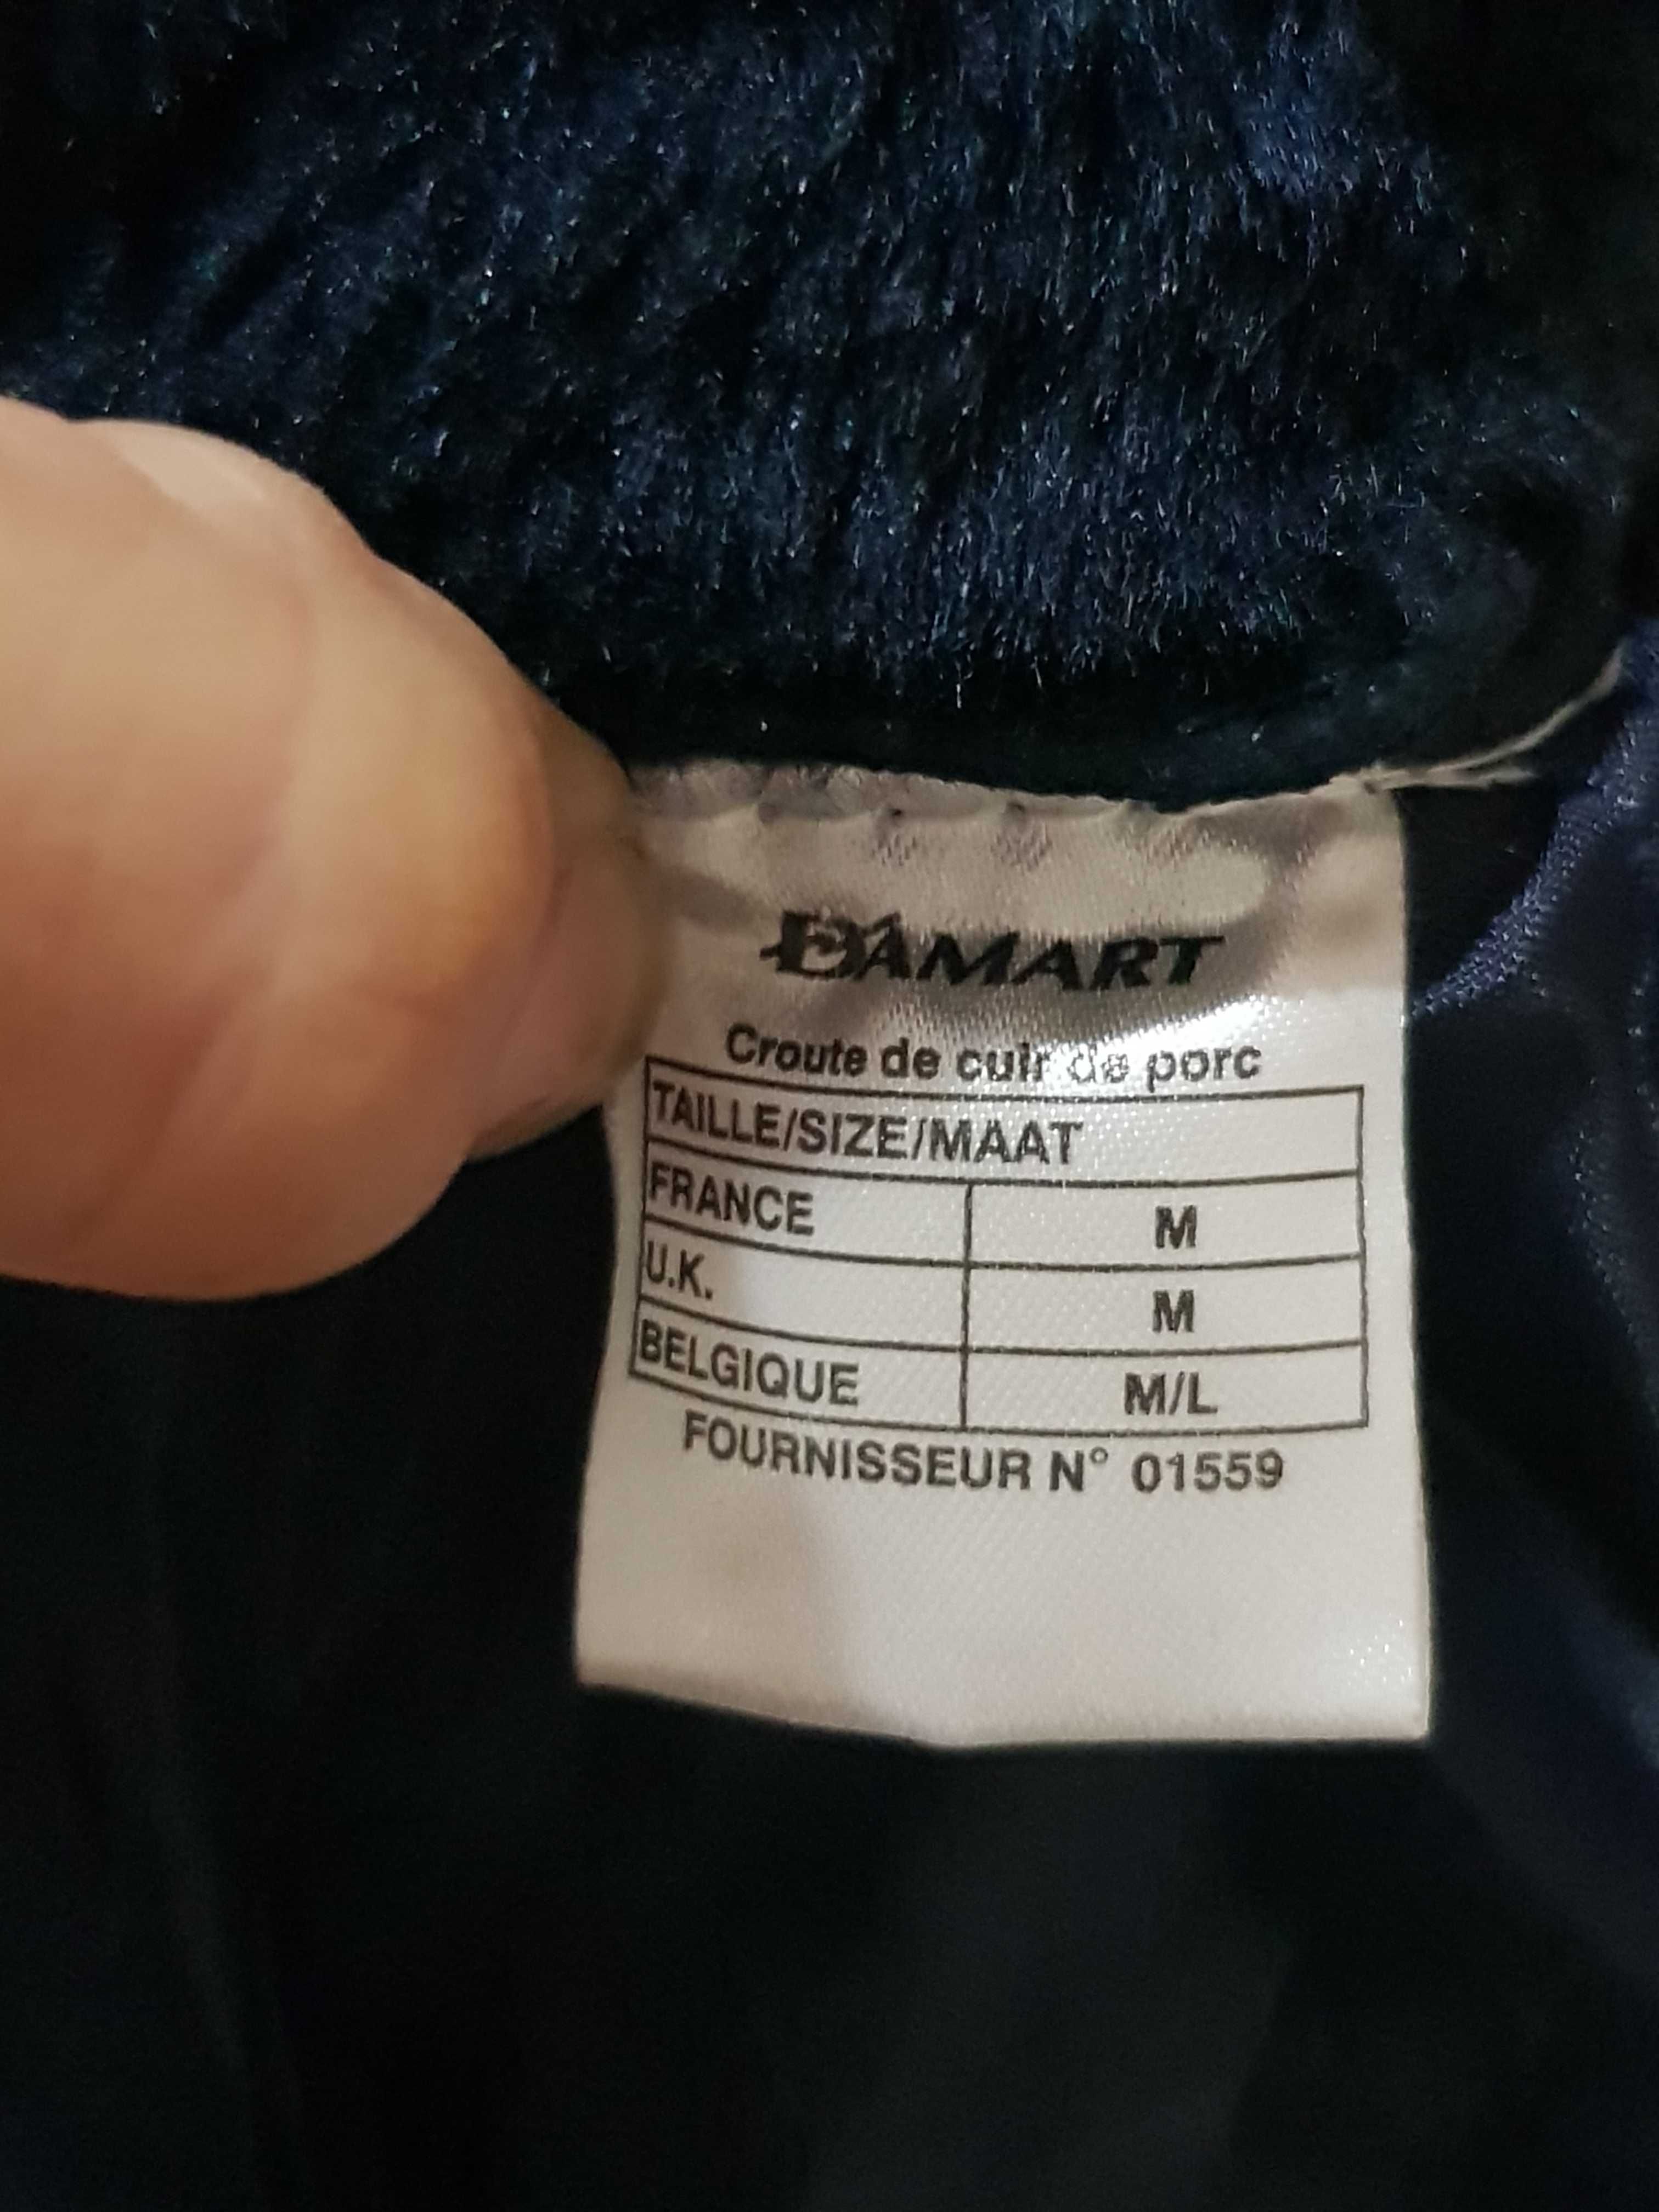 DAMART
Croute de cuir de porc
TAILLE/SIZE/MAAT
FRANCE M
U.K. M
BELGIQUE M/L
FOURNISSEUR N° 01559